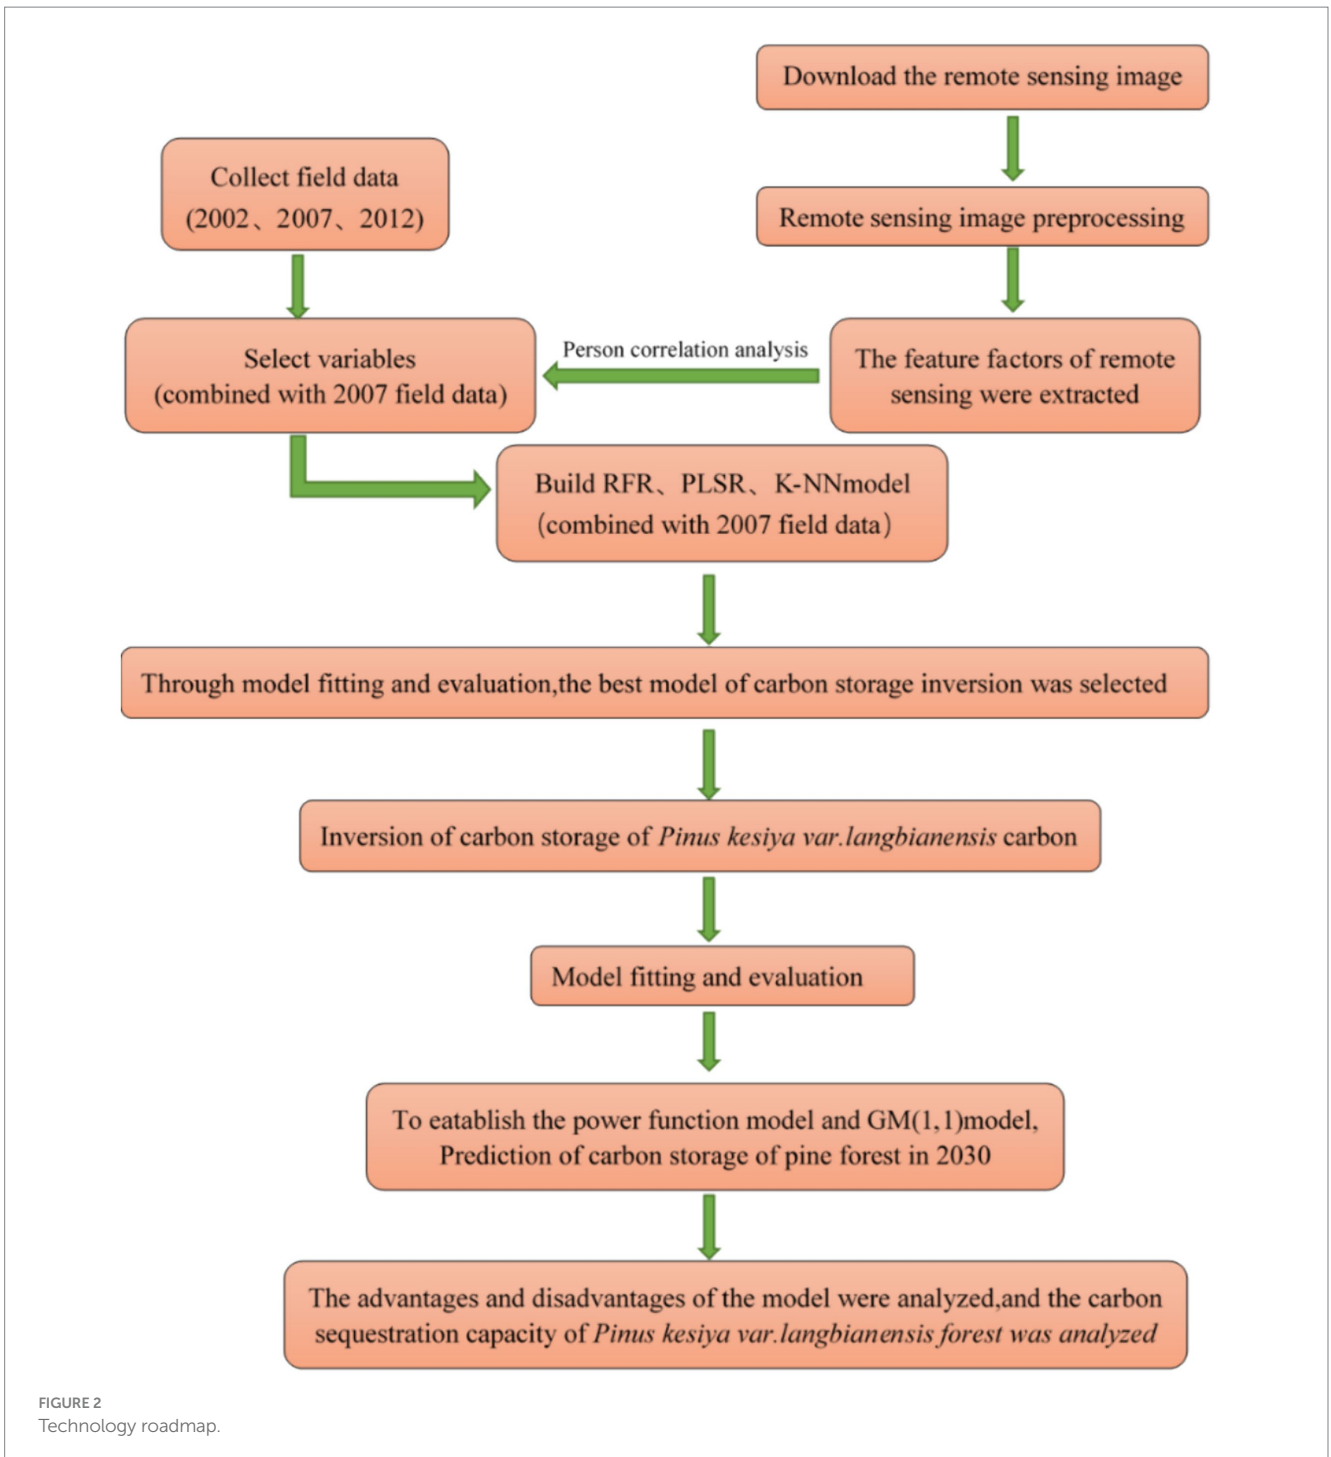 Download the remote sensing image
Collect field data
(2002、2007、2012)
Remote sensing image preprocessing
Select variables
(combined with 2007 field data)
Person correlation analysis
The feature factors of remote
sensing were extracted
Build RFR、PLSR、K-NNmodel
(combined with 2007 field data)
Through model fitting and evaluation,the best model of carbon storage inversion was selected
Inversion of carbon storage of Pinus kesiya var.langbianensis carbon
Model fitting and evaluation
To eatablish the power function model and GM(1,1)model,
Prediction of carbon storage of pine forest in 2030
The advantages and disadvantages of the model were analyzed,and the carbon
sequestration capacity of Pinus kesiya var.langbianensis forest was analyzed
FIGURE 2
Technology roadmap.